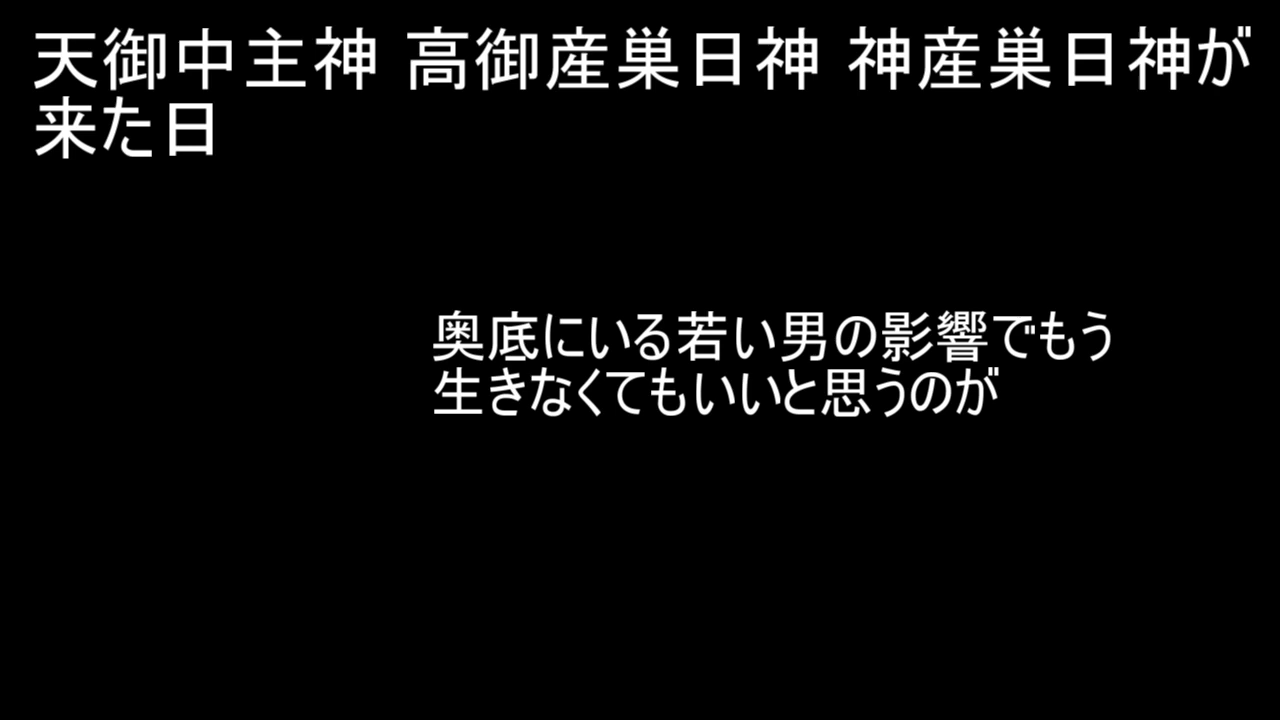 天御中主神 高御産巣日神 神産巣日神が
来た日
奥底にいる若い男の影響でもう
生きなくてもいいと思うのが